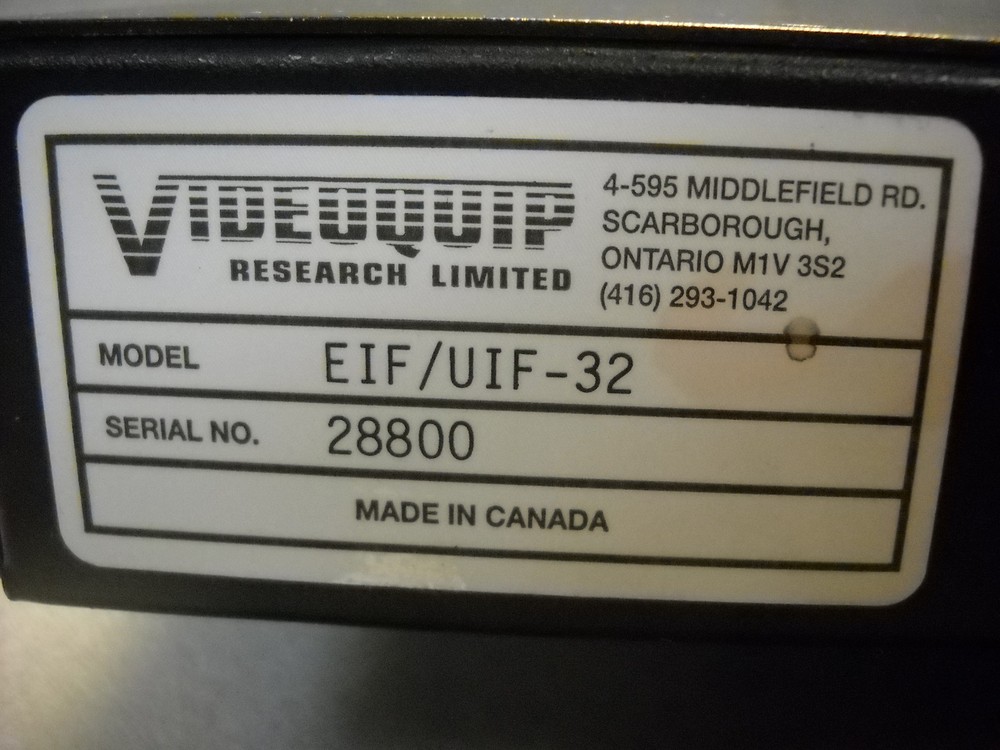 VIDEOQUIP
RESEARCH LIMITED
4-595 MIDDLEFIELD RD.
SCARBOROUGH,
ONTARIO M1V 3S2
(416) 293-1042
MODEL EIF/UIF-32
SERIAL NO. 28800
MADE IN CANADA